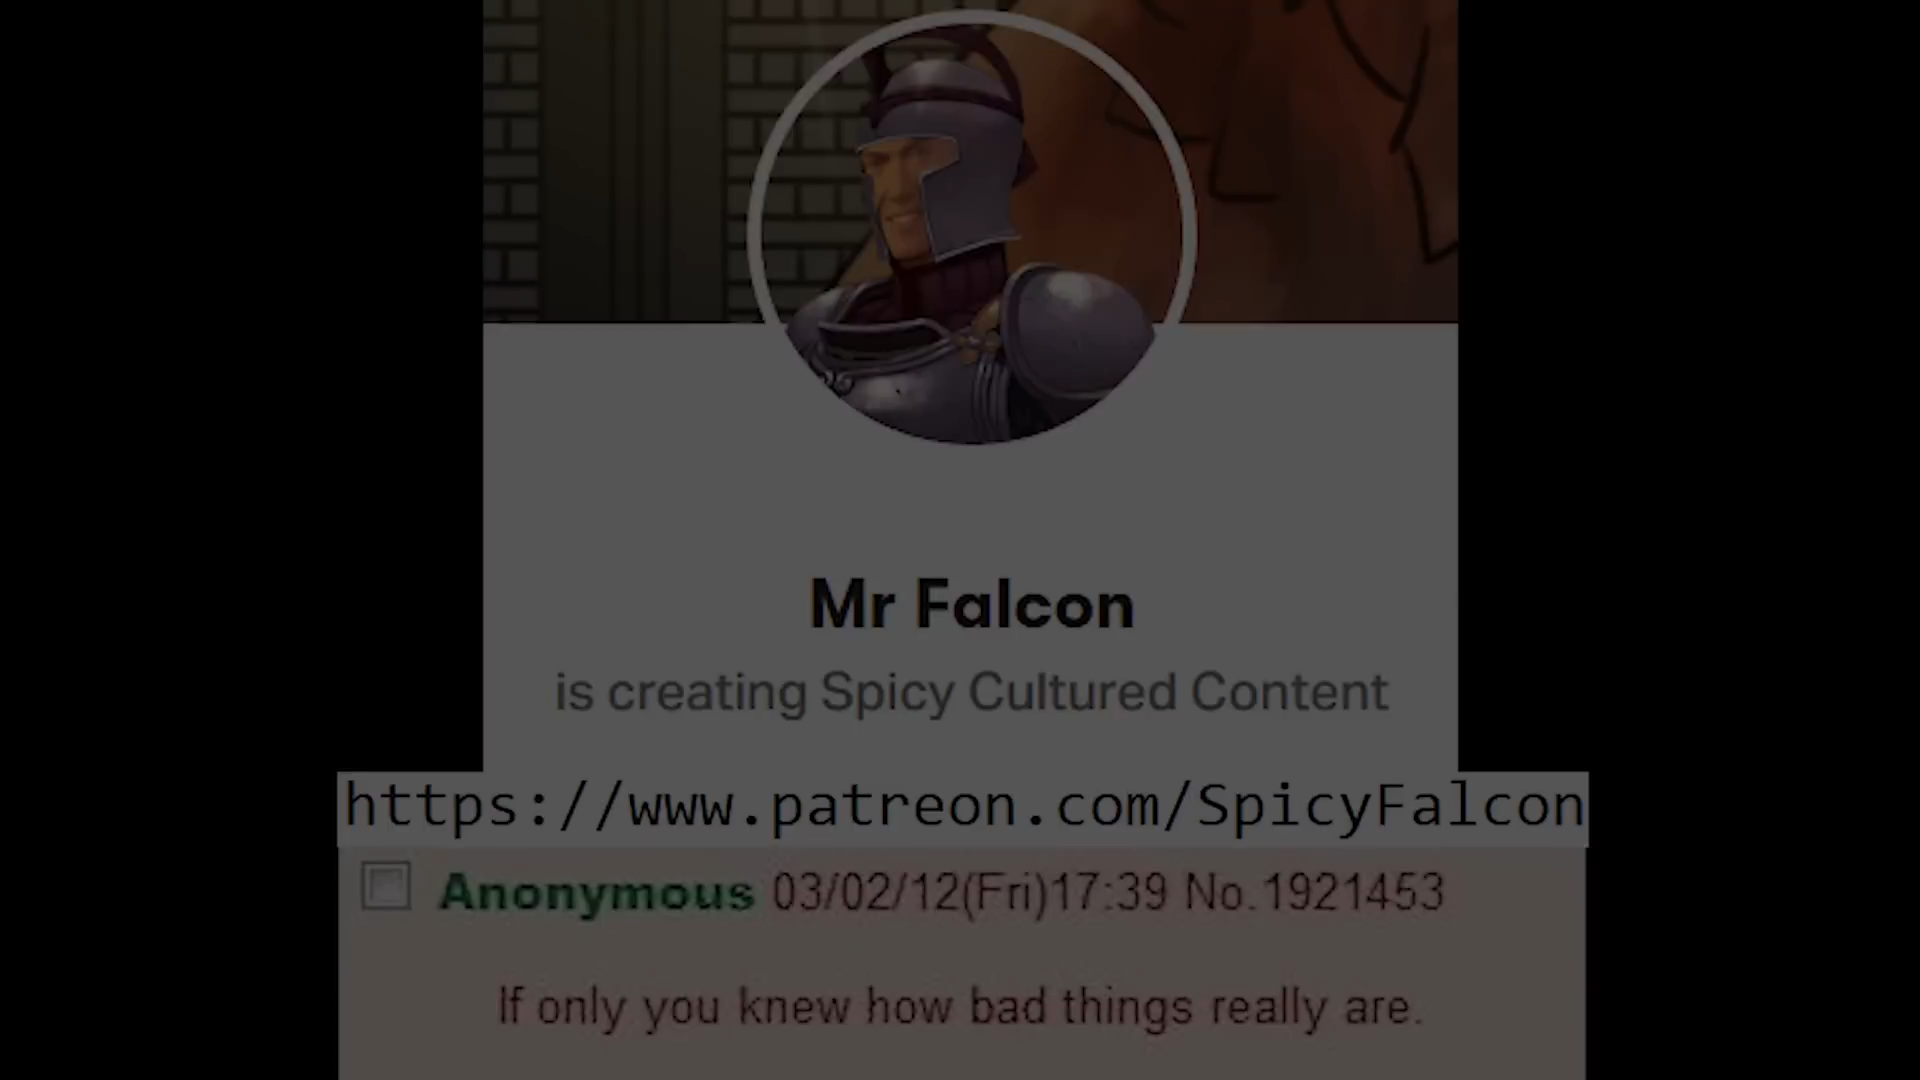 Mr Falcon
is creating Spicy Cultured Content
https://www.patreon.com/SpicyFalcon
Anonymous 03/02/12(Fri)17:39 No.1921453
If only you knew how bad things really are.